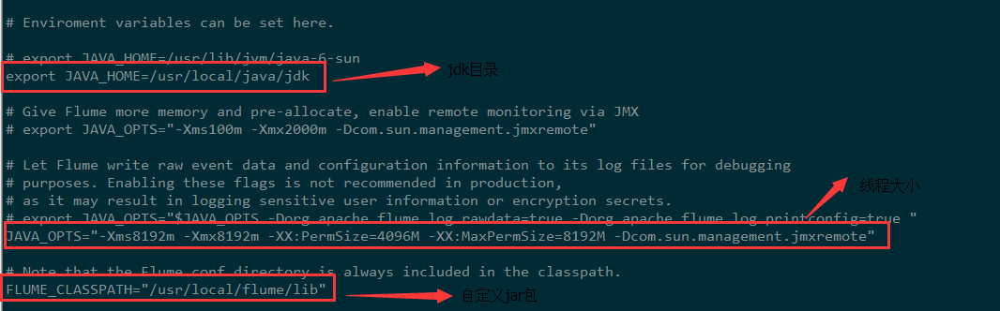 # Enviroment variables can be set here.
# export JAVA_HOME=/usr/lib/jvm/java-6-sun
export JAVA_HOME=/usr/local/java/jdk
jdk目录
# Give Flume more memory and pre-allocate, enable remote monitoring via JMX
# export JAVA_OPTS="-Xms100m -Xmx2000m -Dcom.sun.management.jmxremote"
# Let Flume write raw event data and configuration information to its log files for debugging
# purposes. Enabling these flags is not recommended in production,
# as it may result in logging sensitive user information or encryption secrets.
线程大小
# export JAVA_OPTS="$JAVA_OPTS -Dorg.apache.flume.log.rawdata=true -Dorg.apache.flume.log.printconfig=true "
JAVA_OPTS="-Xms8192m -Xmx8192m -XX:PermSize=4096M -XX:MaxPermSize=8192M -Dcom.sun.management.jmxremote"
# Note that the Flume conf directory is always included in the classpath.
FLUME_CLASSPATH="/usr/local/flume/lib"
自定义jar包